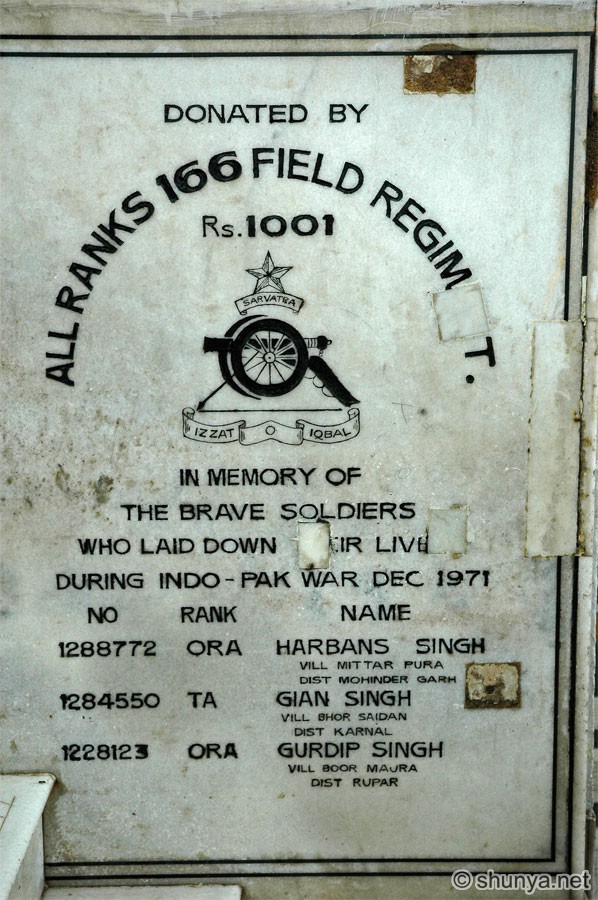 DONATED BY
ALL RANKS 166 FIELD REGIM T.
Rs. 1001
SARVATRA
IZZAT O IQBAL
IN MEMORY OF
THE BRAVE SOLDIERS
WHO LAID DOWN EIR LIVE
DURING INDO-PAK WAR DEC 1971
NO RANK NAME
1288772 ORA HARBANS SINGH
VILL MITTAR PURA
DIST MOHINDER GARH
1284550 TA GIAN SINGH
VILL BHOR SAIDAN
DIST KARNAL
1228123 ORA GURDIP SINGH
VILL BOOR MAJRA
DIST RUPAR
© shunya.net